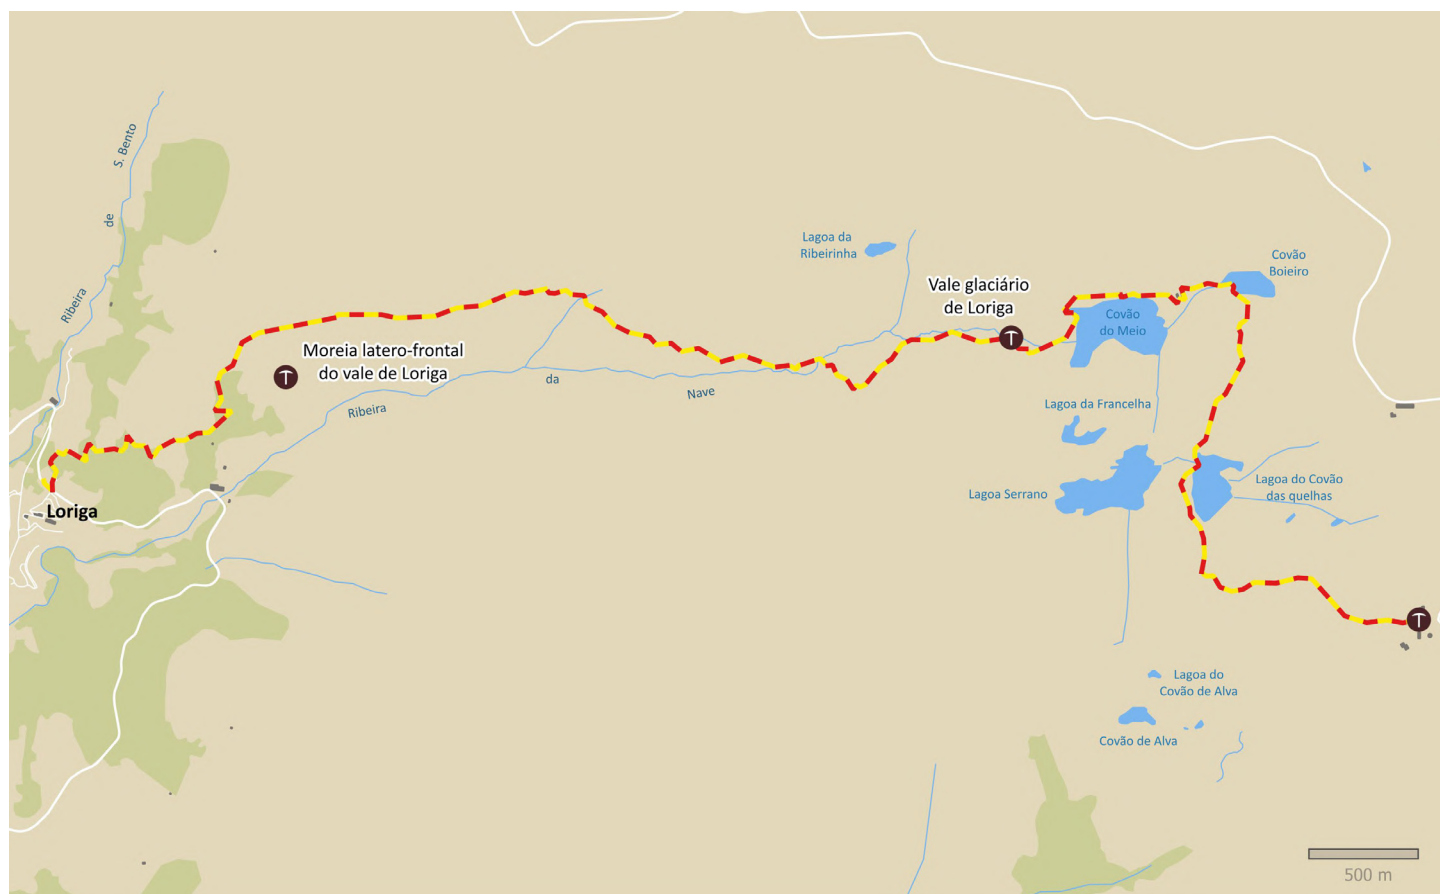 S. Bento
de
Ribeira
Lagoa da
Ribeirinha
Covão
Boieiro
Vale glaciário
de Loriga
Covão
do Meio
Moreia latero-frontal
do vale de Loriga
da
Nave
Ribeira
Lagoa da Francelha
Lagoa do Covão
das quelhas
Lagoa Serrano
Loriga
Lagoa do
Covão de Alva
Covão de Alva
500 m